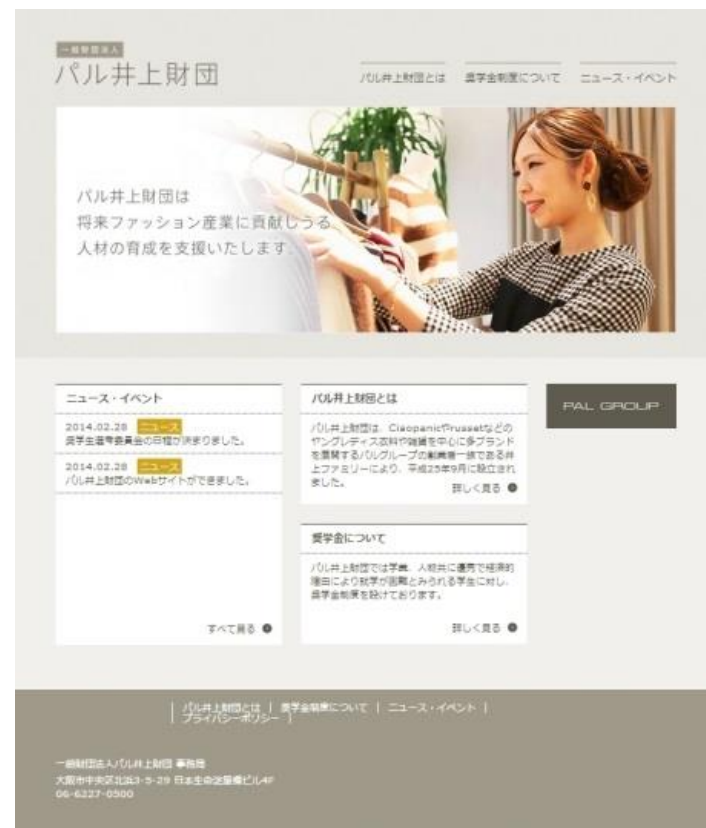 一般財団法人
パル井上財団
パル井上財団とは
奨学金制度について
ニュース・イベント
パル井上財団は
将来ファッション産業に貢献しうる
人材の育成を支援いたします。
ニュース・イベント
2014.02.28 ニュース
奨学生選考委員会の日程が決まりました。
2014.02.28 ニュース
パル井上財団のWebサイトができました。
すべて見る
パル井上財団とは
パル井上財団は、Ciaopanicやrussetなどの
ヤングレディス衣料や雑貨を中心に多ブランド
を展開するパルグループの創業者一族である井
上ファミリーにより、平成25年9月に設立され
ました。
詳しく見る
奨学金について
パル井上財団では学業、人物共に優秀で経済的
理由により就学が困難とみられる学生に対し、
奨学金制度を設けております。
詳しく見る
PAL GROUP
| パル井上財団とは | 奨学金制度について | ニュース・イベント |
| プライバシーポリシー |
一般財団法人パル井上財団 事務局
大阪市中央区北浜3-5-29 日本生命淀屋橋ビル4F
06-6227-0500